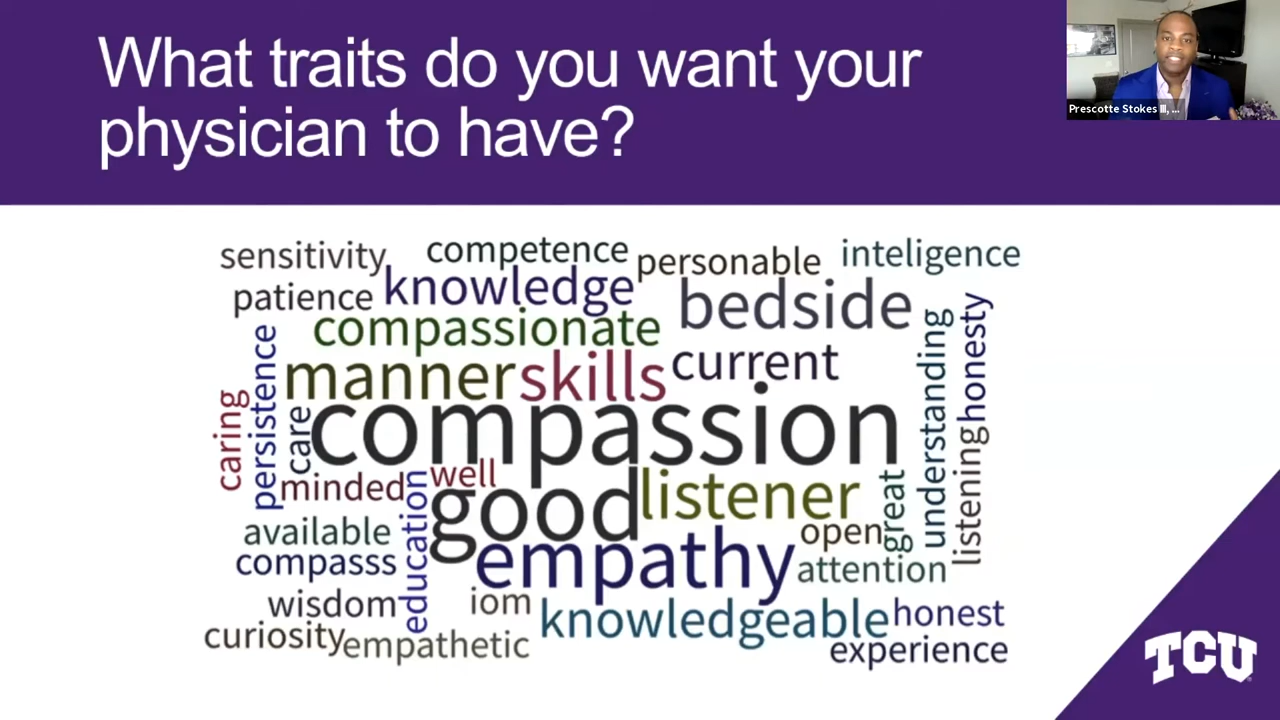 What traits do you want your
physician to have?
Prescotte Stokes III, ...
sensitivity
competence
personable
inteligence
patience
knowledge
bedside
compassionate
manner
skills
current
understanding
honesty
caring
persistence
care
compassion
minded
well
good
listener
great
listening
available
education
open
compasss
empathy
attention
wisdom
iom
knowledgeable
honest
curiosity
empathetic
experience
TCU